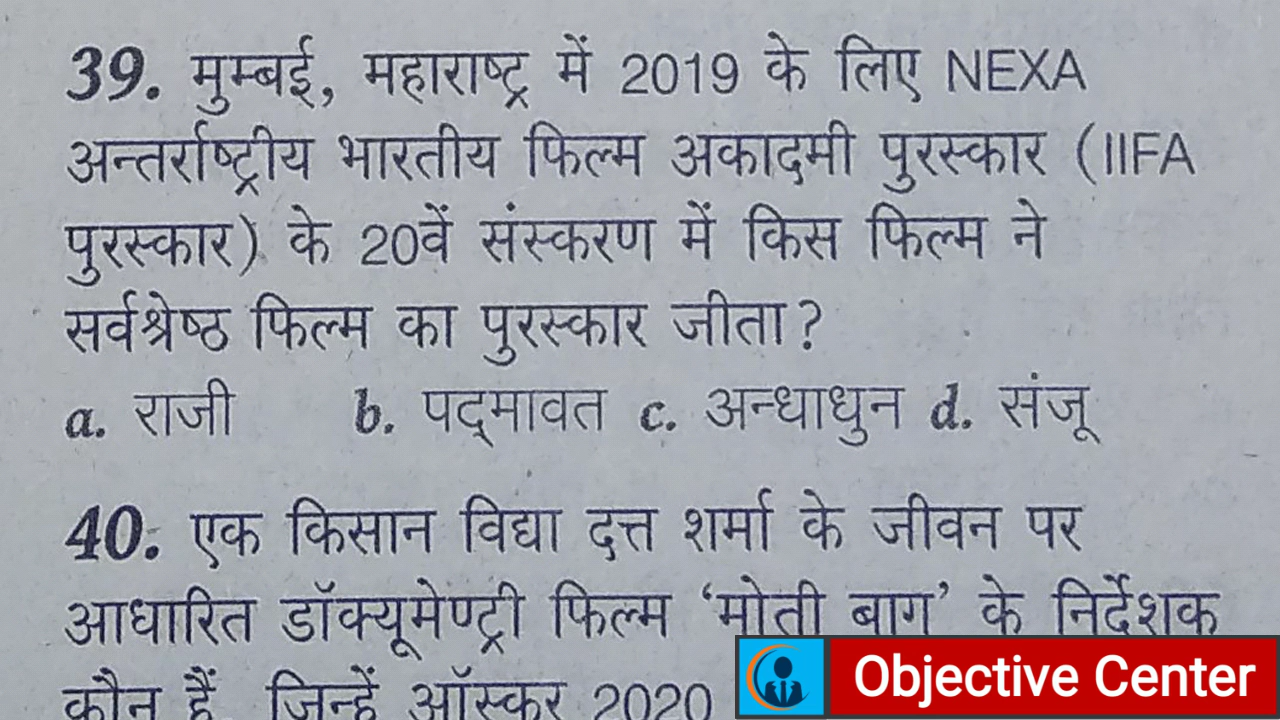 39. मुम्बई, महाराष्ट्र में 2019 के लिए NEXA
अन्तर्राष्ट्रीय भारतीय फिल्म अकादमी पुरस्कार (IIFA
पुरस्कार) के 20वें संस्करण में किस फिल्म ने
सर्वश्रेष्ठ फिल्म का पुरस्कार जीता?
a. राजी b. पद्मावत c. अन्धाधुन d. संजू
40. एक किसान विद्या दत्त शर्मा के जीवन पर
आधारित डॉक्यूमेण्ट्री फिल्म ‘मोती बाग’ के निर्देशक
कौन हैं जिन्हें ऑस्कर 2020
Objective Center